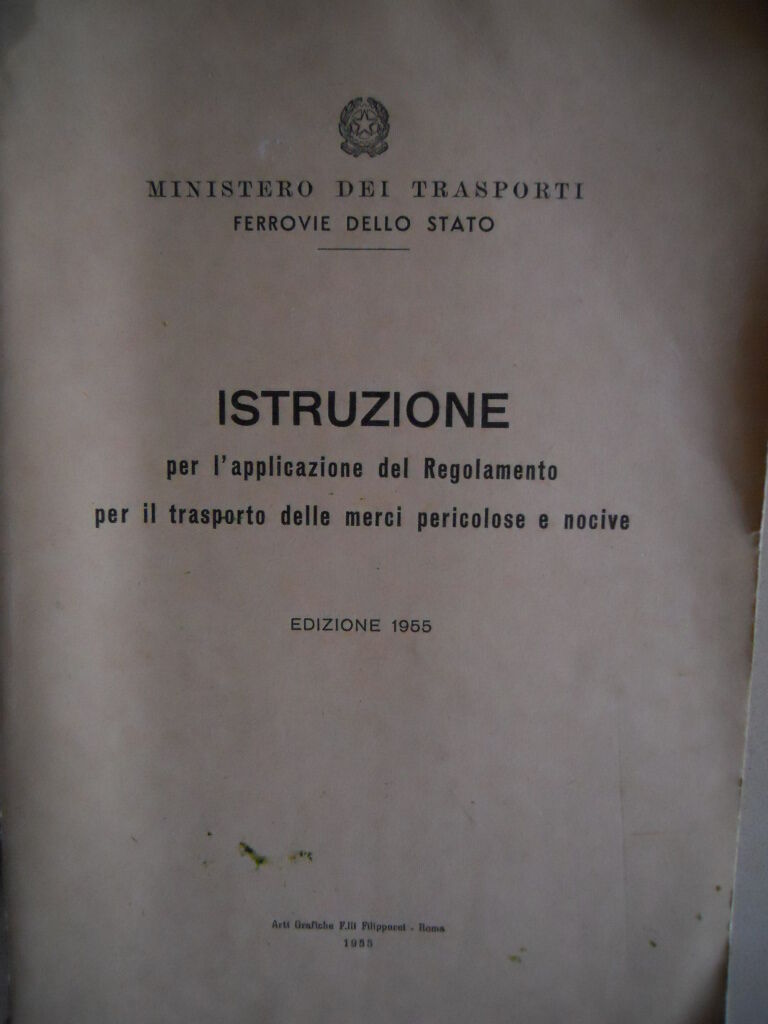 MINISTERO DEI TRASPORTI
FERROVIE DELLO STATO
ISTRUZIONE
per l'applicazione del Regolamento
per il trasporto delle merci pericolose e nocive
EDIZIONE 1955
Arti Grafiche F.lli Filippucci - Roma
1955